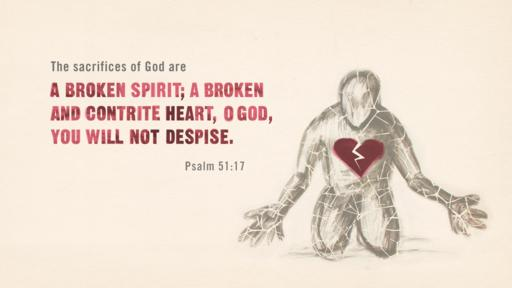 The sacrifices of God are
A BROKEN SPIRIT; A BROKEN
AND CONTRITE HEART, O GOD,
YOU WILL NOT DESPISE.
Psalm 51:17